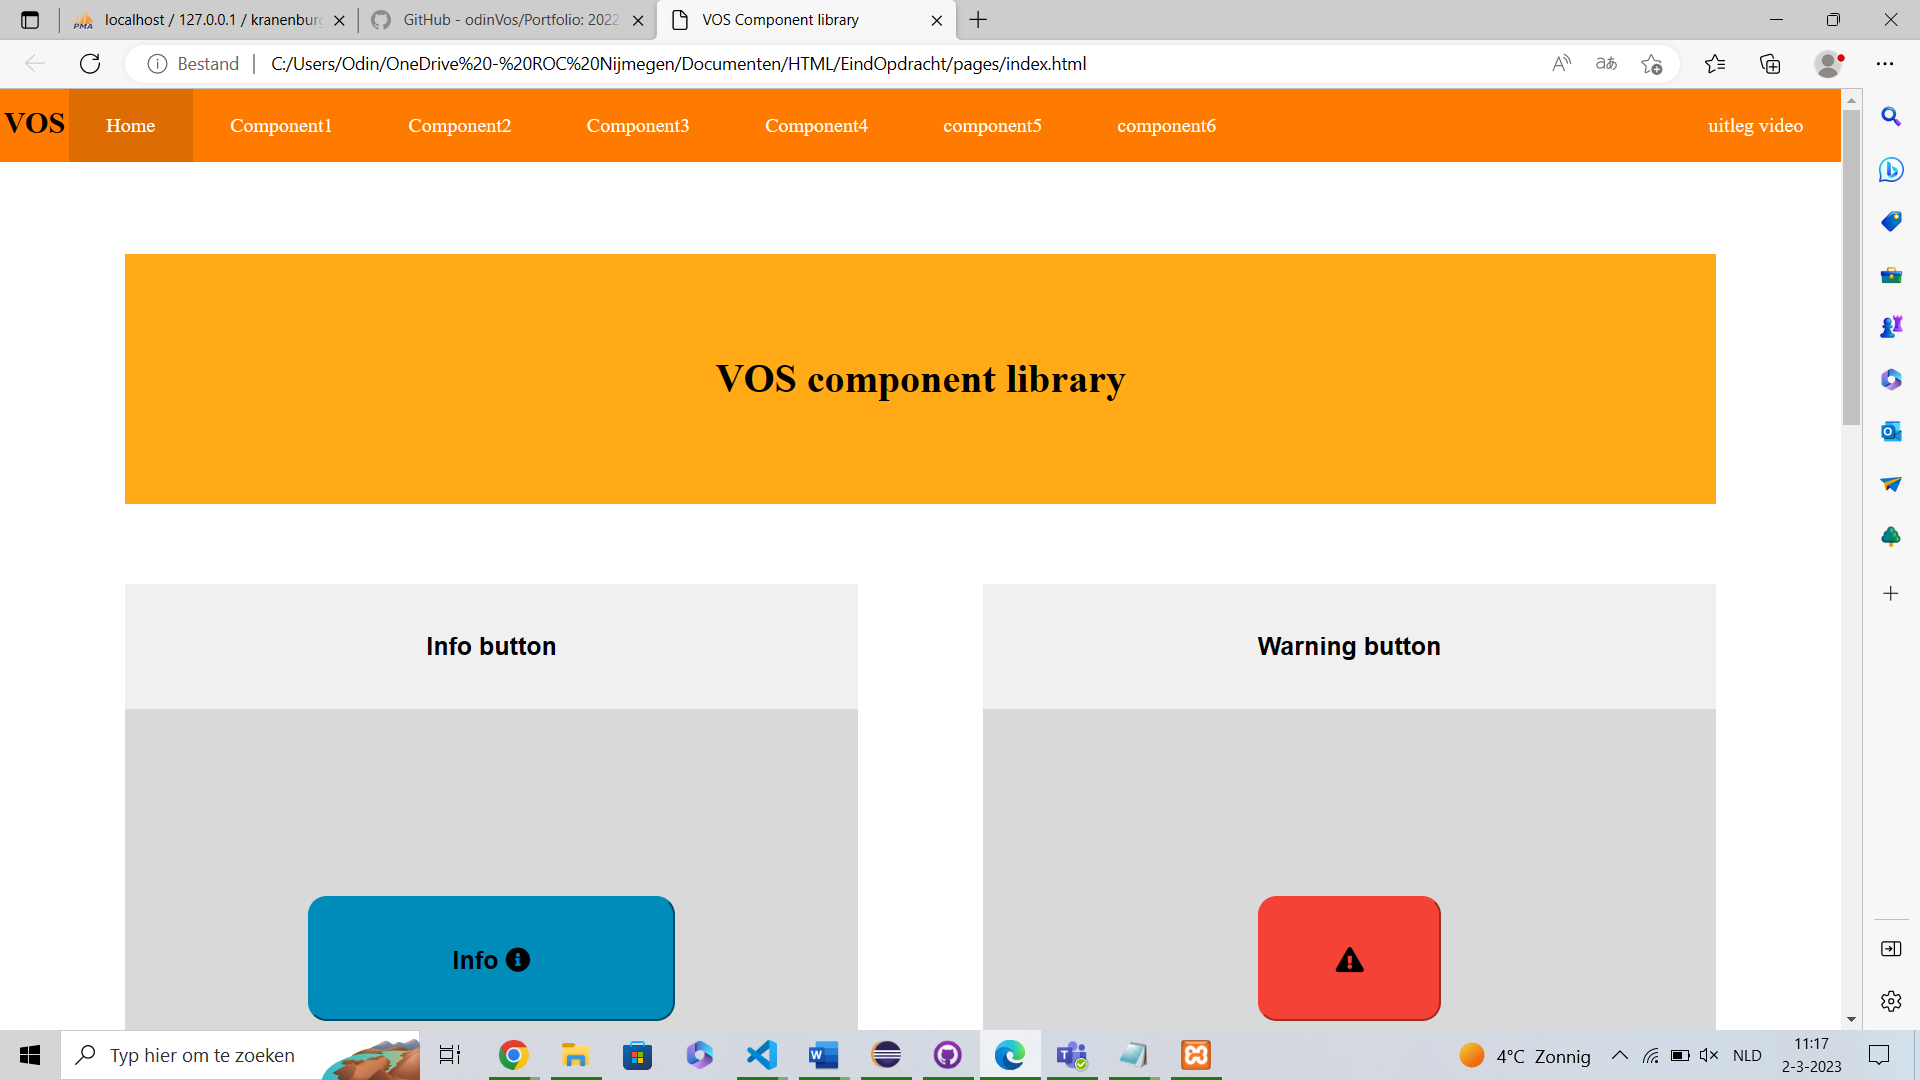 localhost / 127.0.0.1 / kranenburg
GitHub - odinVos/Portfolio: 2022
VOS Component library
Bestand
C:/Users/Odin/OneDrive%20-%20ROC%20Nijmegen/Documenten/HTML/EindOpdracht/pages/index.html
VOS
Home
Component1
Component2
Component3
Component4
component5
component6
uitleg video
VOS component library
Info button
Warning button
Info
Typ hier om te zoeken
4°C Zonnig
NLD
11:17
2-3-2023